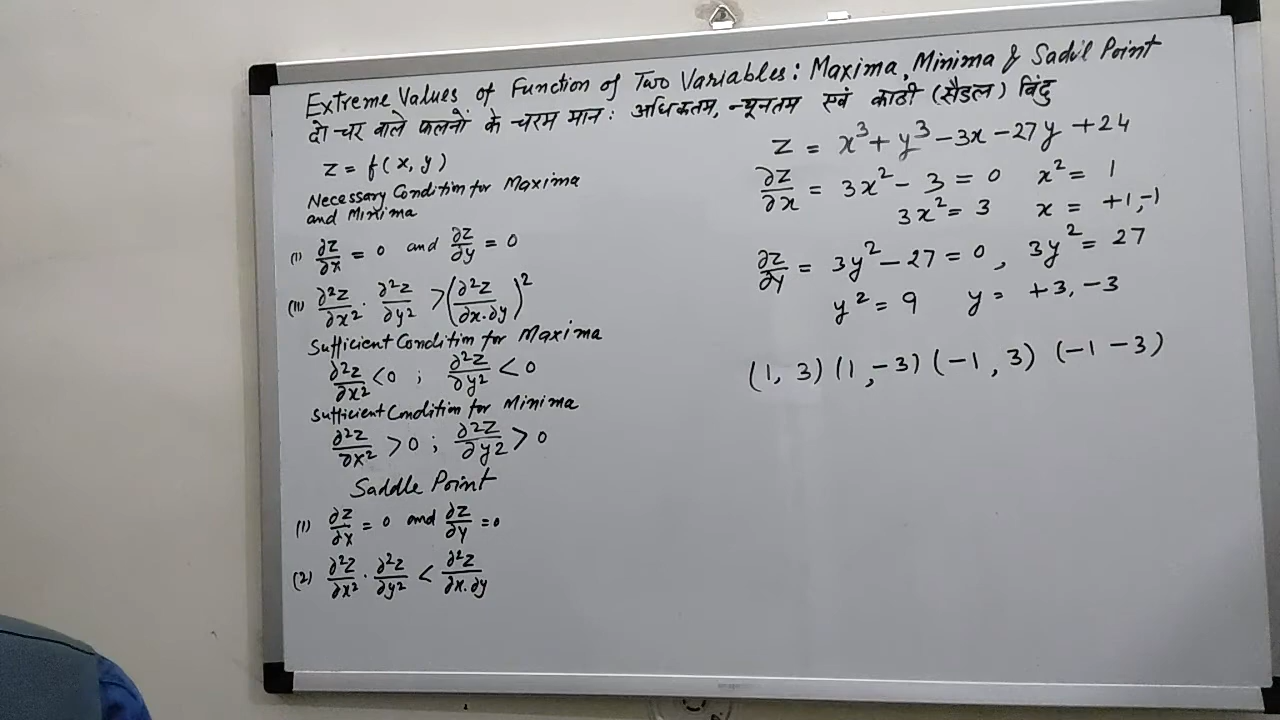 Extreme Values of Function of Two Variables: Maxima, Minima & Sadil Point
दो चर वाले फलनों के चरम मान: अधिकतम, न्यूनतम एवं काठी (सैडल) बिंदु
z = f(x, y)
Necessary Condition for Maxima
and Minima
(i) ∂z/∂x = 0 and ∂z/∂y = 0
(ii) ∂²z/∂x² · ∂²z/∂y² > (∂²z/∂x·∂y)²
Sufficient Condition for Maxima
∂²z/∂x² < 0 ; ∂²z/∂y² < 0
Sufficient Condition for Minima
∂²z/∂x² > 0 ; ∂²z/∂y² > 0
Saddle Point
(1) ∂z/∂x = 0 and ∂z/∂y = 0
(2) ∂²z/∂x² · ∂²z/∂y² < ∂²z/∂x·∂y
z = x³ + y³ − 3x − 27y + 24
∂z/∂x = 3x² − 3 = 0 x² = 1
3x² = 3 x = +1, −1
∂z/∂y = 3y² − 27 = 0, 3y² = 27
y² = 9 y = +3, −3
(1, 3) (1, −3) (−1, 3) (−1 −3)